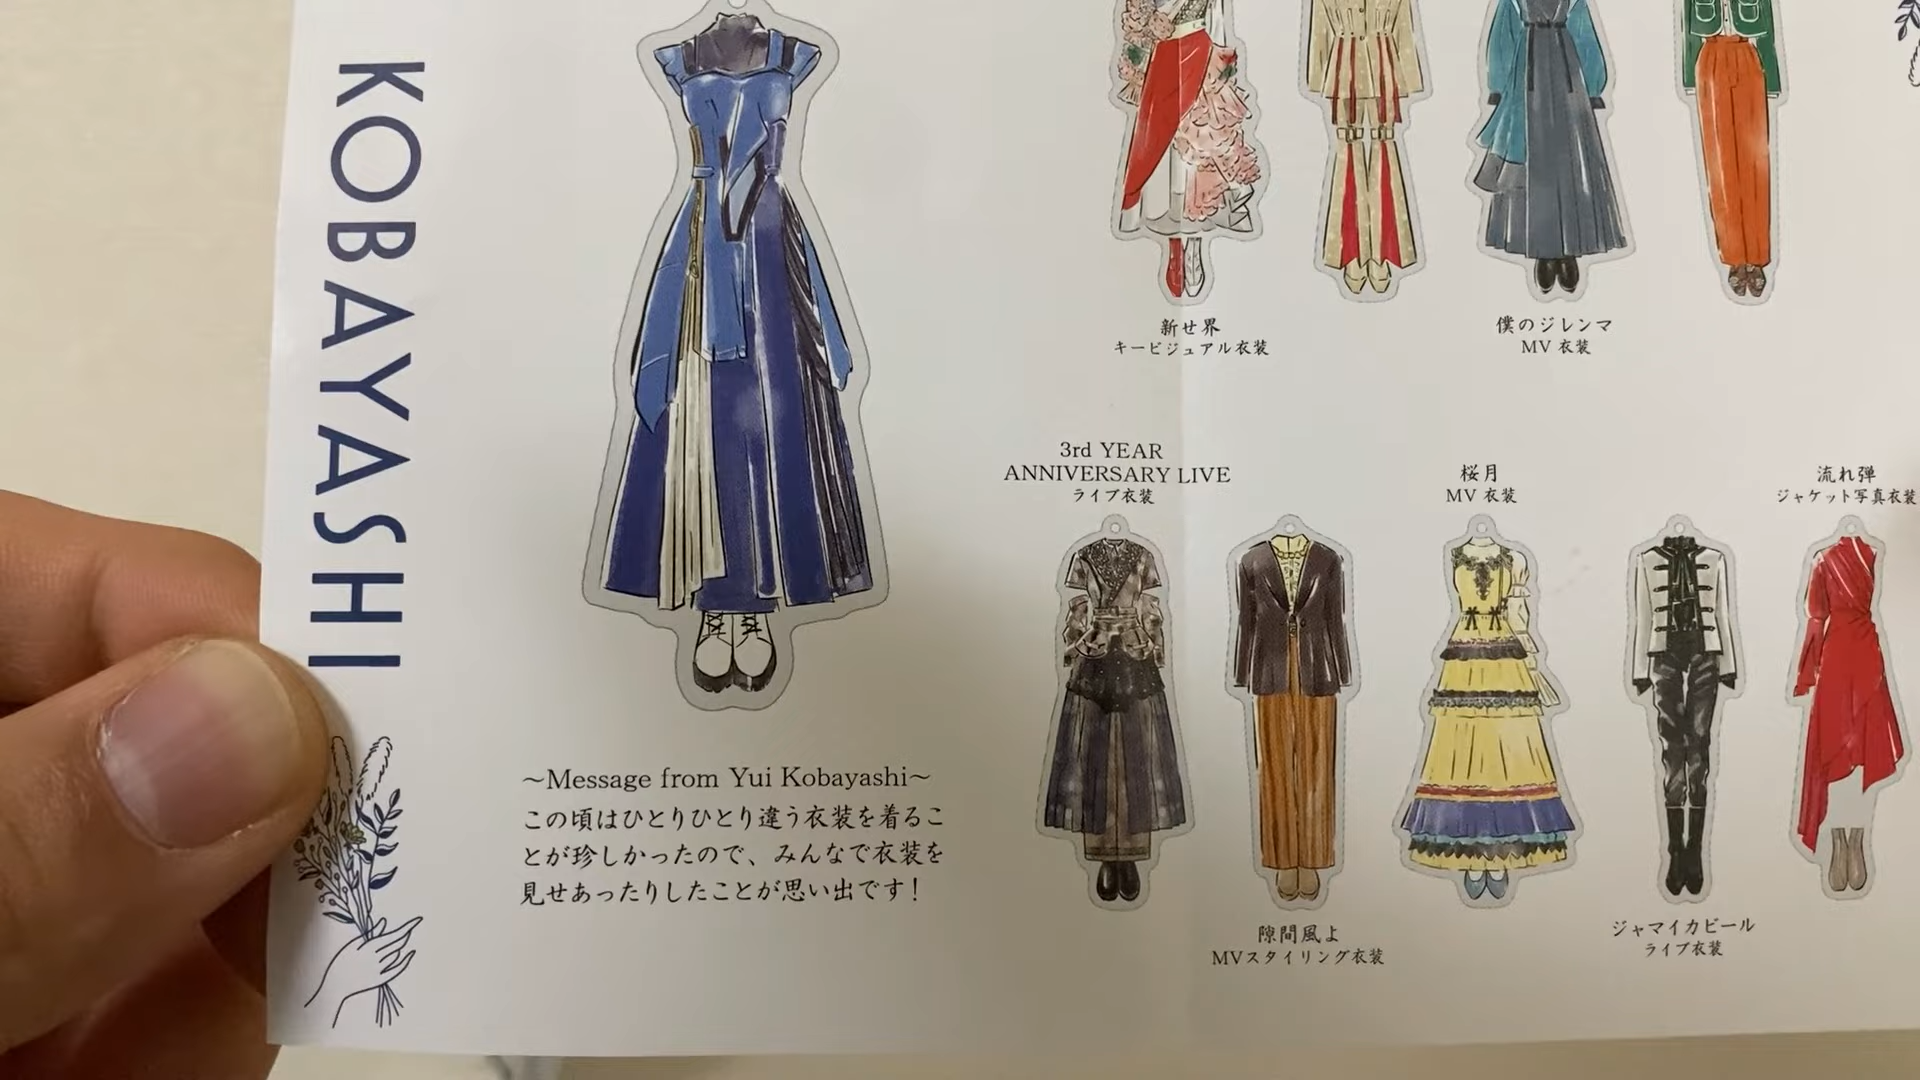 KOBAYASHI
～Message from Yui Kobayashi～
この頃はひとりひとり違う衣装を着るこ
とが珍しかったので、みんなで衣装を
見せあったりしたことが思い出です！
新せ界
キービジュアル衣装
僕のジレンマ
MV 衣装
3rd YEAR
ANNIVERSARY LIVE
ライブ衣装
桜月
MV 衣装
流れ弾
ジャケット写真衣装
隙間風よ
MVスタイリング衣装
ジャマイカビール
ライブ衣装